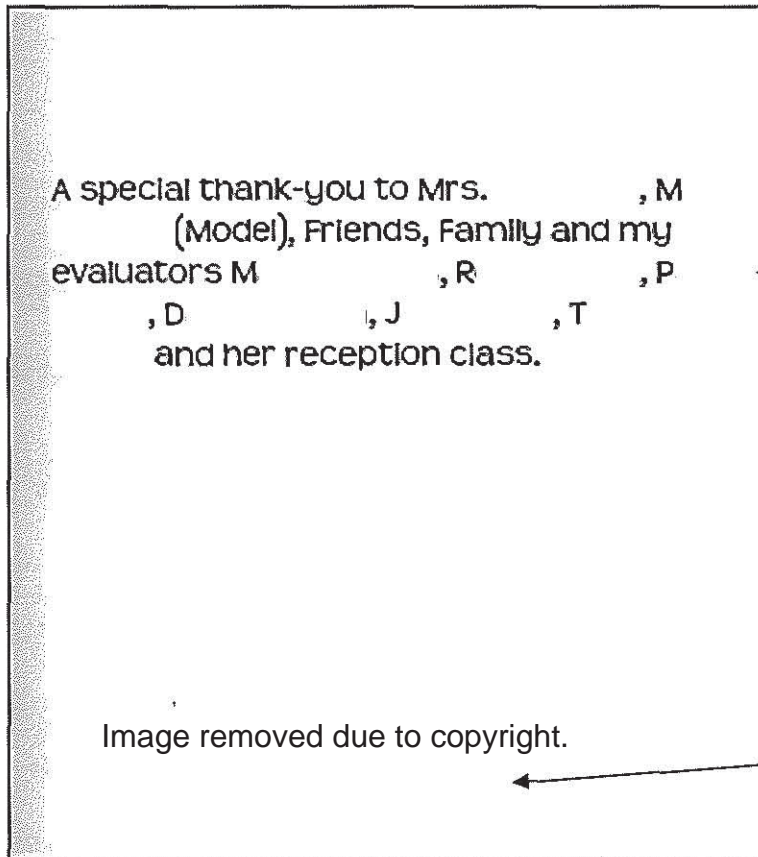 A special thank-you to Mrs. , M
(Model), Friends, Family and my
evaluators M , R , P
, D , J , T
and her reception class.
Image removed due to copyright.